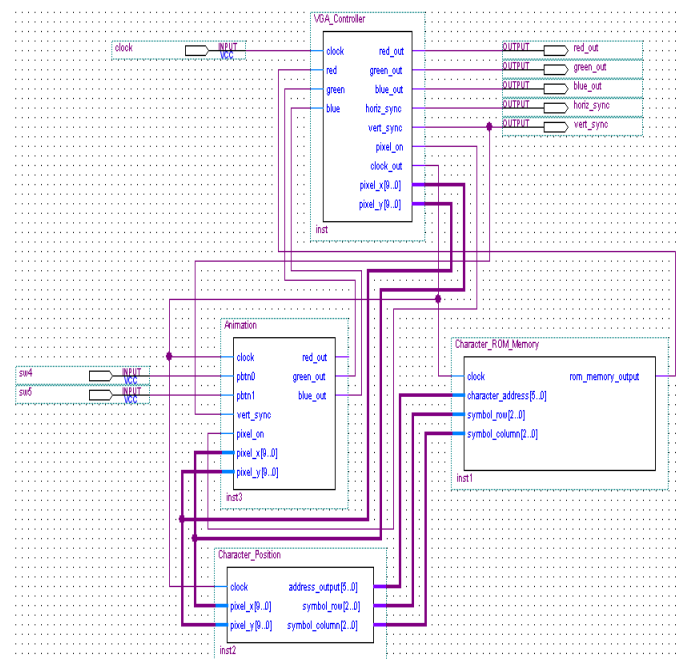 VGA_Controller
clock
INPUT
VCC
clock
red
green
blue
red_out
green_out
blue_out
horiz_sync
vert_sync
pixel_on
clock_out
pixel_x[9..0]
pixel_y[9..0]
inst
OUTPUT red_out
OUTPUT green_out
OUTPUT blue_out
OUTPUT horiz_sync
OUTPUT vert_sync
Animation
sw4
INPUT
VCC
sw5
INPUT
VCC
clock
pbtn0
pbtn1
vert_sync
pixel_on
pixel_x[9..0]
pixel_y[9..0]
red_out
green_out
blue_out
inst3
Character_ROM_Memory
clock
character_address[5..0]
symbol_row[2..0]
symbol_column[2..0]
rom_memory_output
inst1
Character_Position
clock
pixel_x[9..0]
pixel_y[9..0]
address_output[5..0]
symbol_row[2..0]
symbol_column[2..0]
inst2